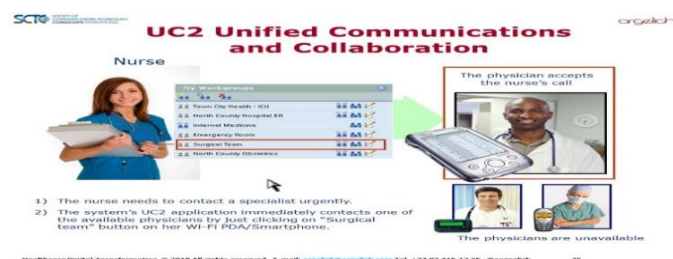 SCTC
UC2 Unified Communications
and Collaboration
argelich
Nurse
My Workgroups
Town City Health - ICU
North County Hospital ER
Internal Medicine
Emergency Room
Surgical Team
North County Obstetrics
The physician accepts
the nurse's call
1) The nurse needs to contact a specialist urgently.
2) The system's UC2 application immediately contacts one of
the available physicians by just clicking on "Surgical
team" button on her Wi-Fi PDA/Smartphone.
The physicians are unavailable